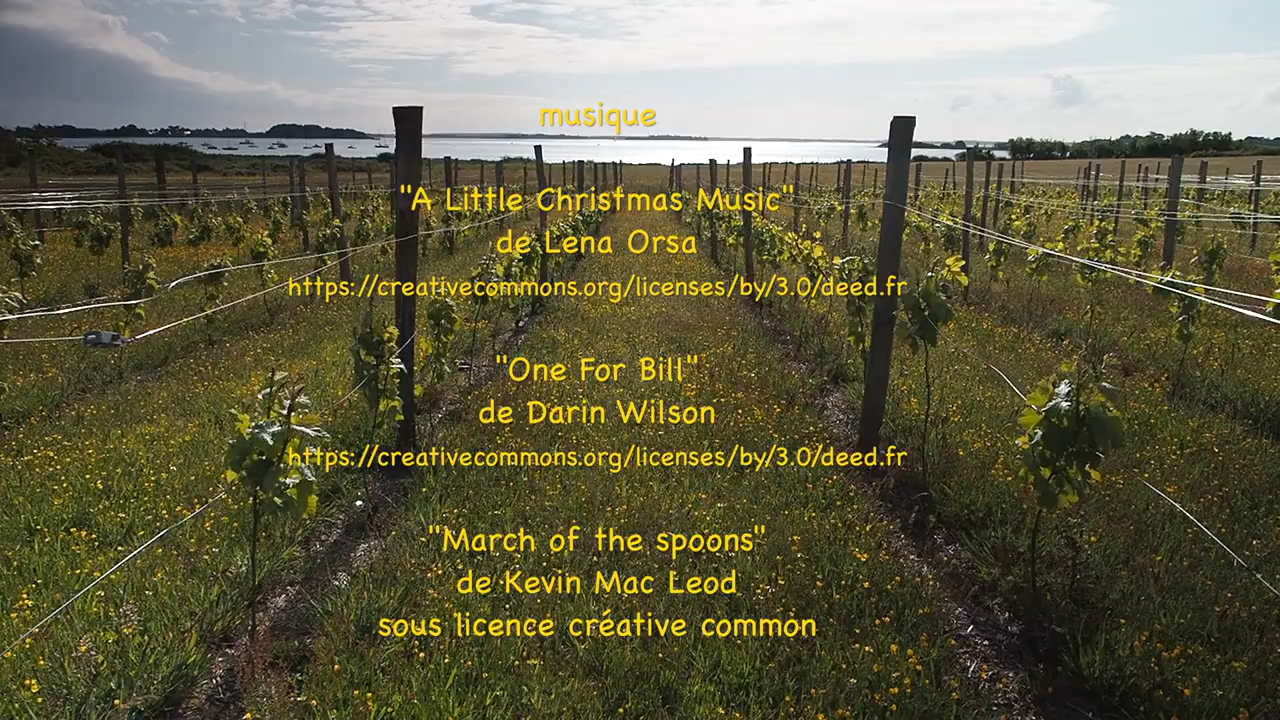 musique
"A Little Christmas Music"
de Lena Orsa
https://creativecommons.org/licenses/by/3.0/deed.fr
"One For Bill"
de Darin Wilson
https://creativecommons.org/licenses/by/3.0/deed.fr
"March of the spoons"
de Kevin Mac Leod
sous licence créative common